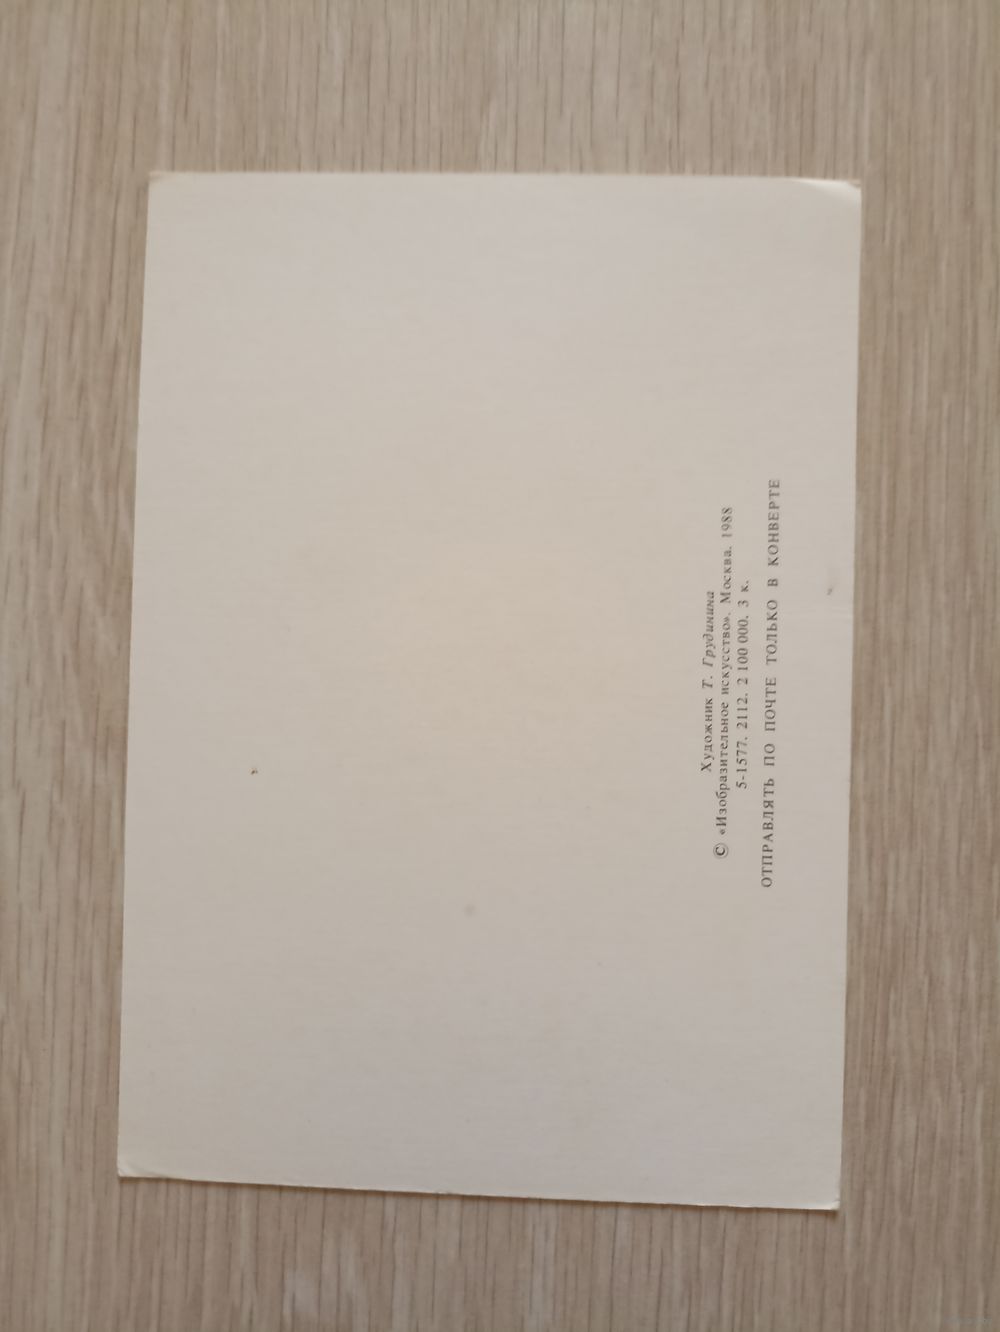 Художник Т. Грудинина
© «Изобразительное искусство». Москва. 1988
5-1577. 2112. 2 100 000. 3 к.
ОТПРАВЛЯТЬ ПО ПОЧТЕ ТОЛЬКО В КОНВЕРТЕ